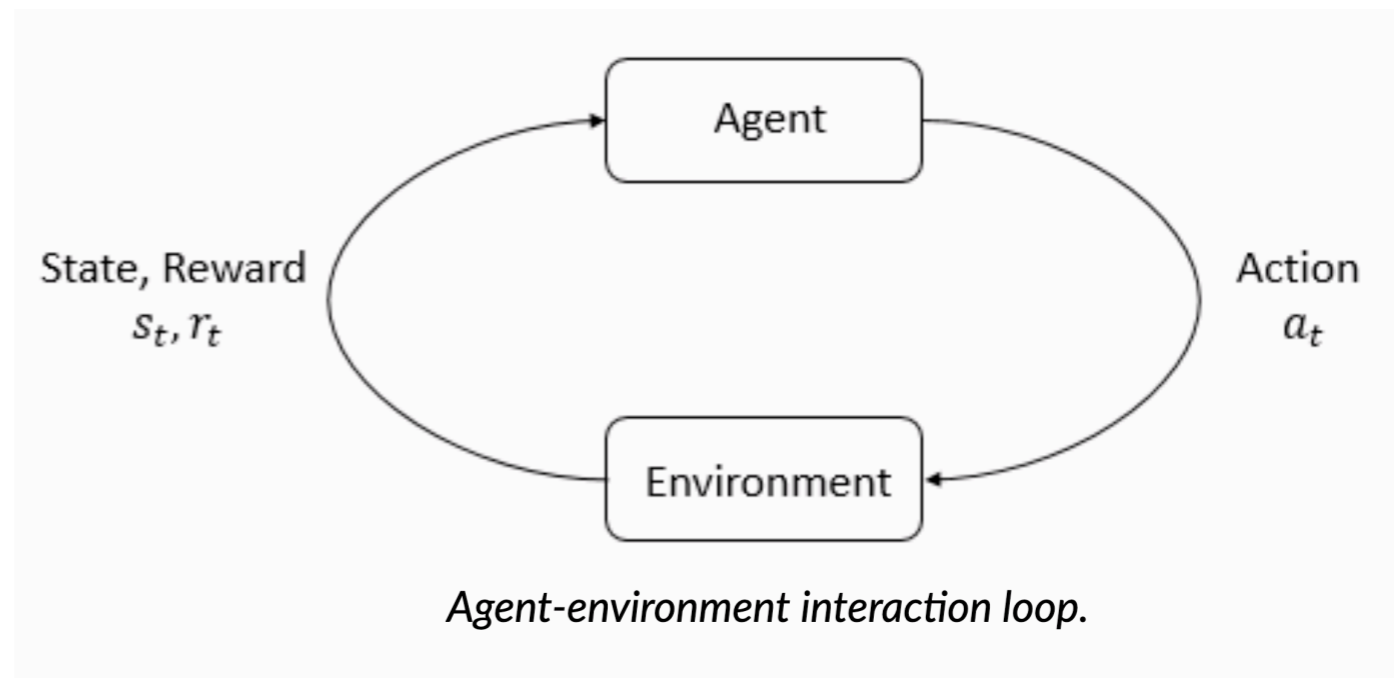 Agent
State, Reward
s_t, r_t
Action
a_t
Environment
Agent-environment interaction loop.